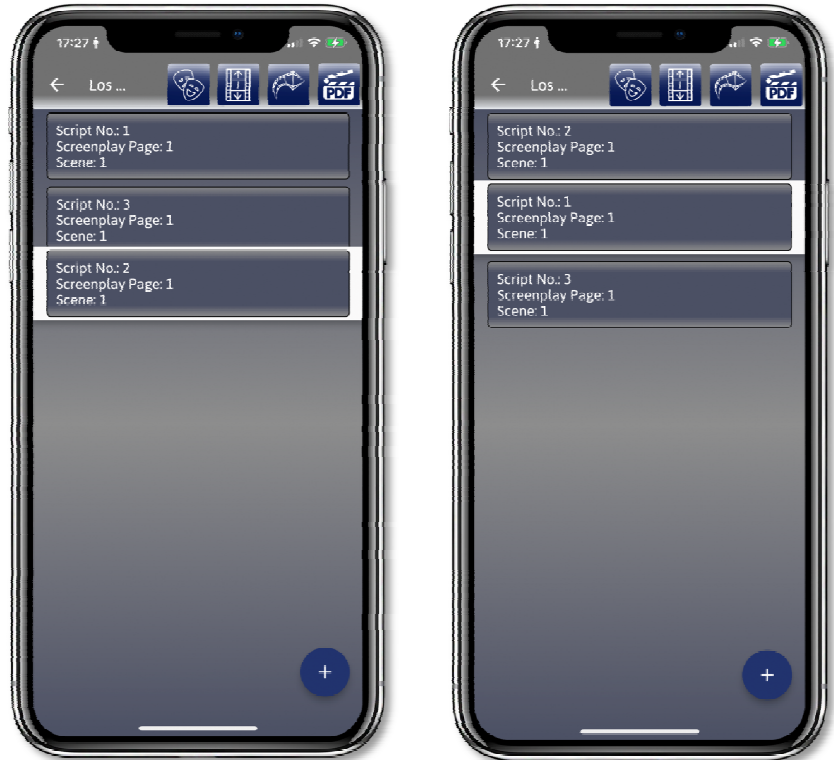 17:27
Los ...
PDF
Script No.: 1
Screenplay Page: 1
Scene: 1
Script No.: 3
Screenplay Page: 1
Scene: 1
Script No.: 2
Screenplay Page: 1
Scene: 1
+
17:27
Los ...
PDF
Script No.: 2
Screenplay Page: 1
Scene: 1
Script No.: 1
Screenplay Page: 1
Scene: 1
Script No.: 3
Screenplay Page: 1
Scene: 1
+